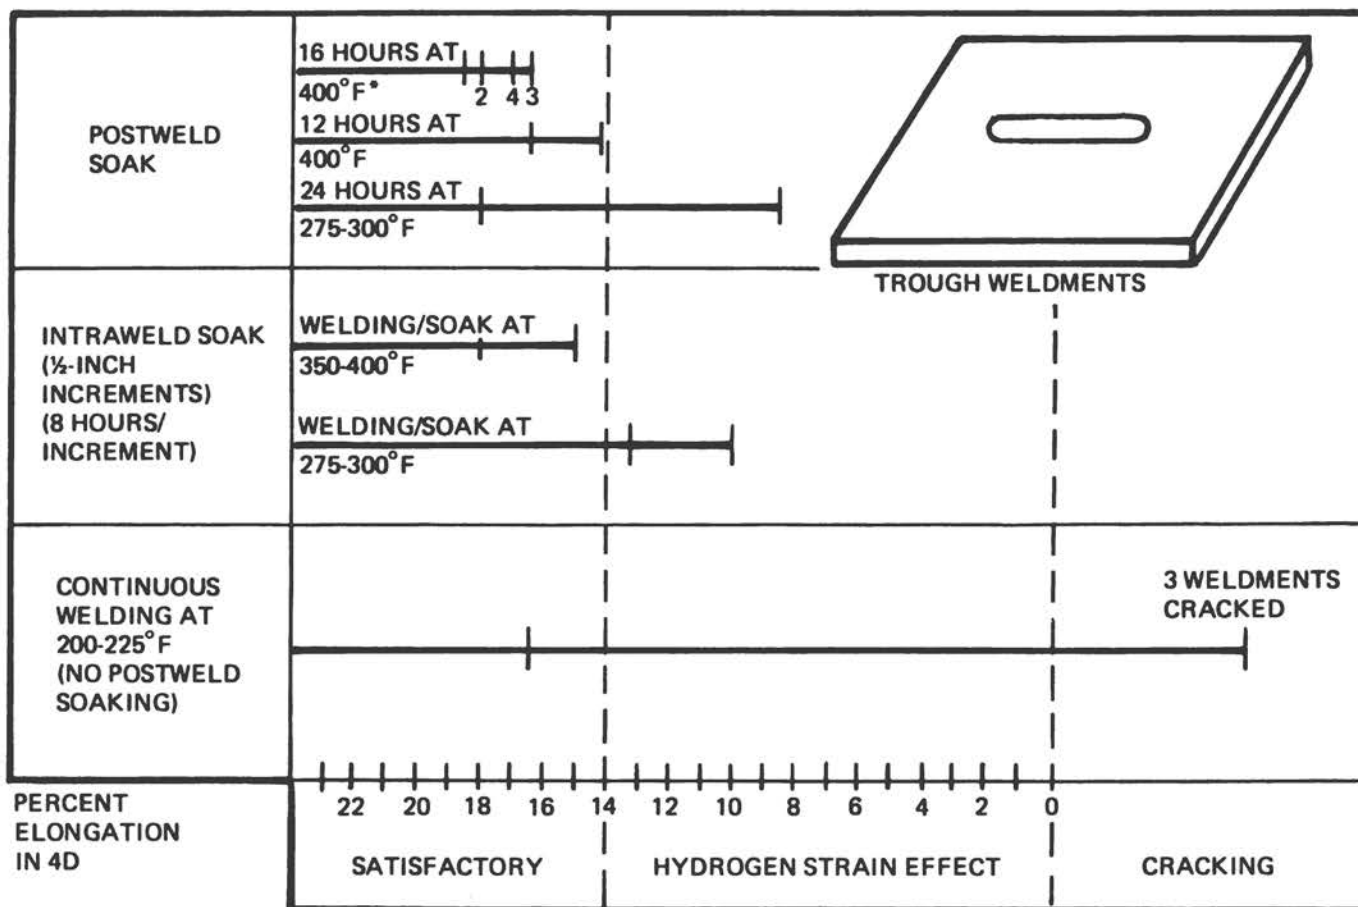 POSTWELD
SOAK
16 HOURS AT
400°F*
2 4 3
12 HOURS AT
400°F
24 HOURS AT
275-300°F
TROUGH WELDMENTS
INTRAWELD SOAK
(½-INCH
INCREMENTS)
(8 HOURS/
INCREMENT)
WELDING/SOAK AT
350-400°F
WELDING/SOAK AT
275-300°F
CONTINUOUS
WELDING AT
200-225°F
(NO POSTWELD
SOAKING)
3 WELDMENTS
CRACKED
PERCENT
ELONGATION
IN 4D
22 20 18 16 14 12 10 8 6 4 2 0
SATISFACTORY HYDROGEN STRAIN EFFECT CRACKING